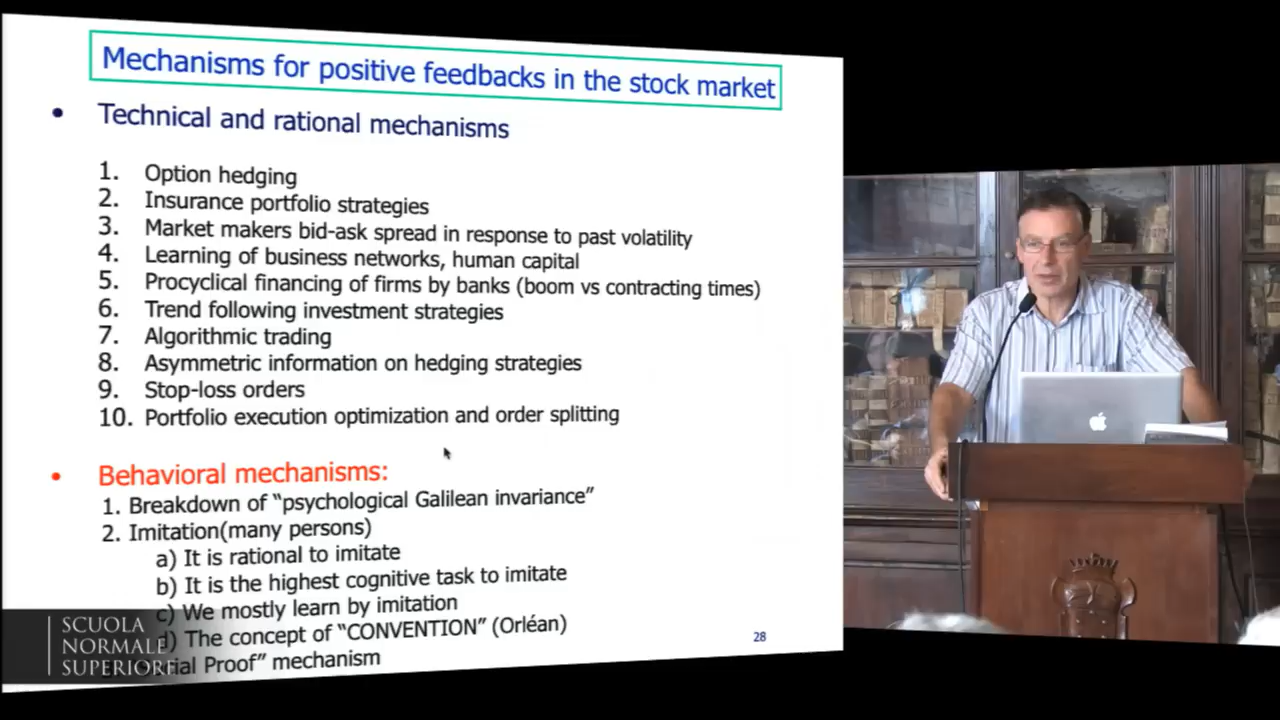 Mechanisms for positive feedbacks in the stock market
• Technical and rational mechanisms
1. Option hedging
2. Insurance portfolio strategies
3. Market makers bid-ask spread in response to past volatility
4. Learning of business networks, human capital
5. Procyclical financing of firms by banks (boom vs contracting times)
6. Trend following investment strategies
7. Algorithmic trading
8. Asymmetric information on hedging strategies
9. Stop-loss orders
10. Portfolio execution optimization and order splitting
• Behavioral mechanisms:
1. Breakdown of “psychological Galilean invariance”
2. Imitation(many persons)
a) It is rational to imitate
b) It is the highest cognitive task to imitate
c) We mostly learn by imitation
d) The concept of “CONVENTION” (Orléan)
Proof” mechanism
28
SCUOLA
NORMALE
SUPERIORE